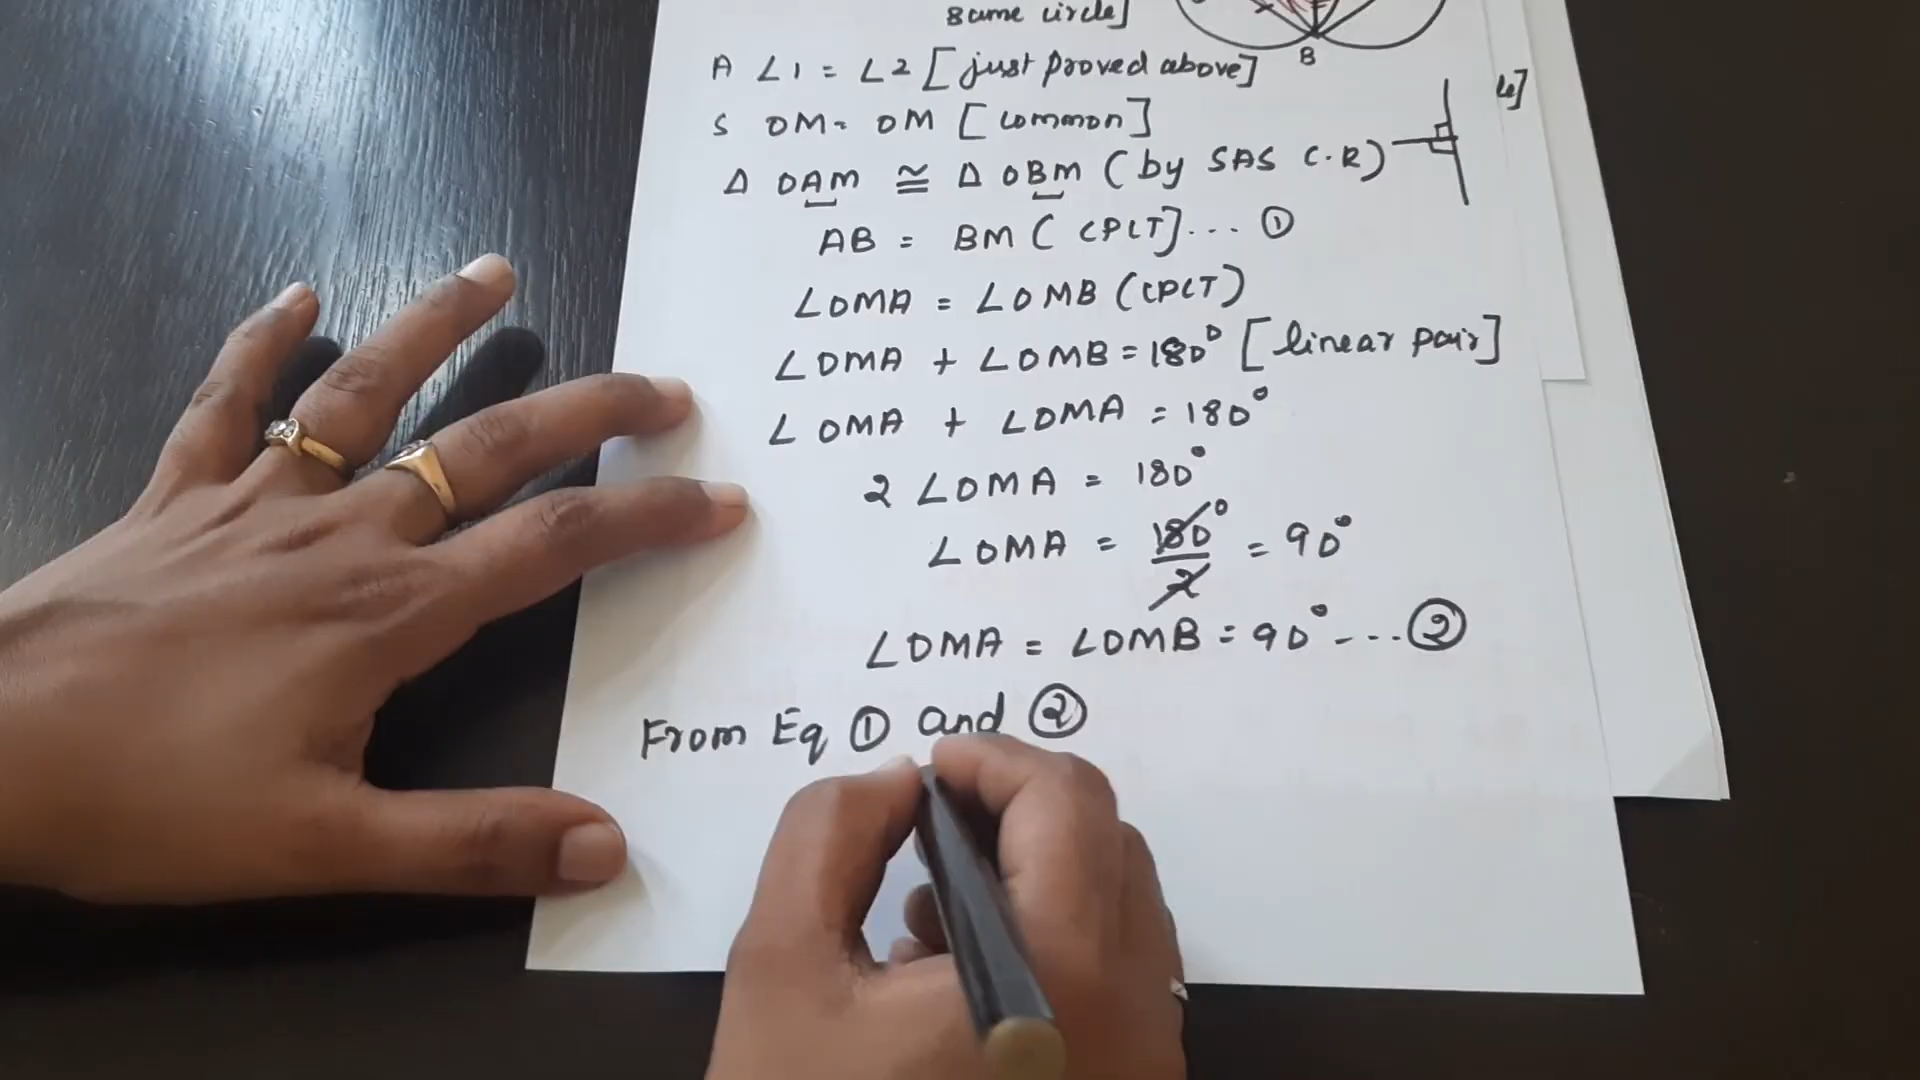 same circle]
B
A ∠1 = ∠2 [just proved above]
S OM = OM [common]
Δ OAM ≅ Δ OBM (by SAS C.R)
AB = BM ( CPCT] ... ①
∠OMA = ∠OMB (CPCT)
∠OMA + ∠OMB = 180° [linear pair]
∠OMA + ∠OMA = 180°
2 ∠OMA = 180°
∠OMA = 180°/2 = 90°
∠OMA = ∠OMB = 90° --.. ②
From Eq ① and ②